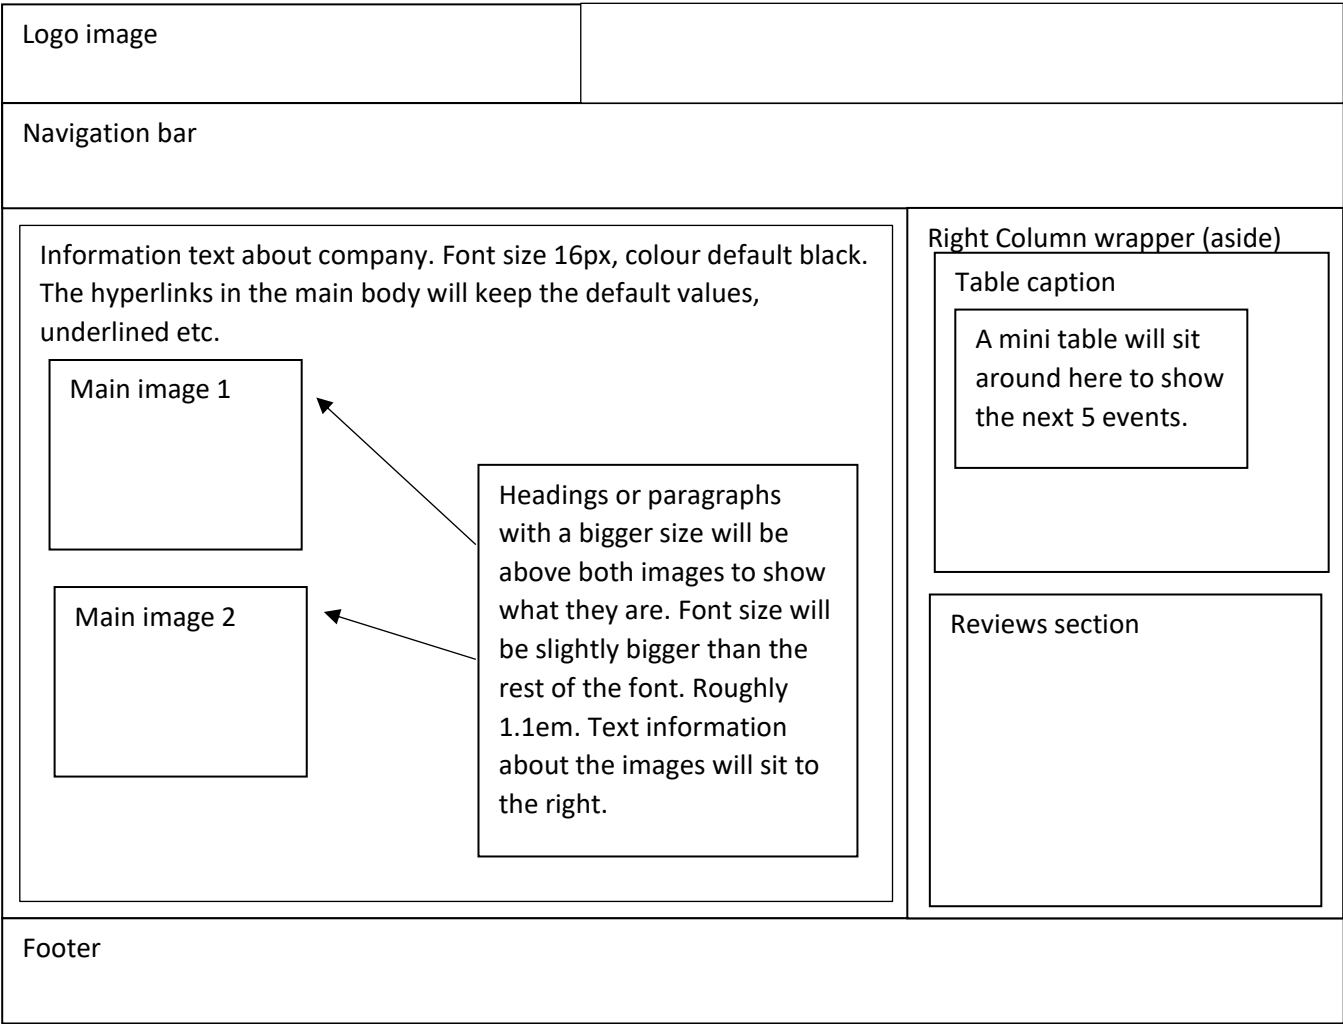 Logo image
Navigation bar
Information text about company. Font size 16px, colour default black.
The hyperlinks in the main body will keep the default values,
underlined etc.
Main image 1
Main image 2
Headings or paragraphs
with a bigger size will be
above both images to show
what they are. Font size will
be slightly bigger than the
rest of the font. Roughly
1.1em. Text information
about the images will sit to
the right.
Right Column wrapper (aside)
Table caption
A mini table will sit
around here to show
the next 5 events.
Reviews section
Footer